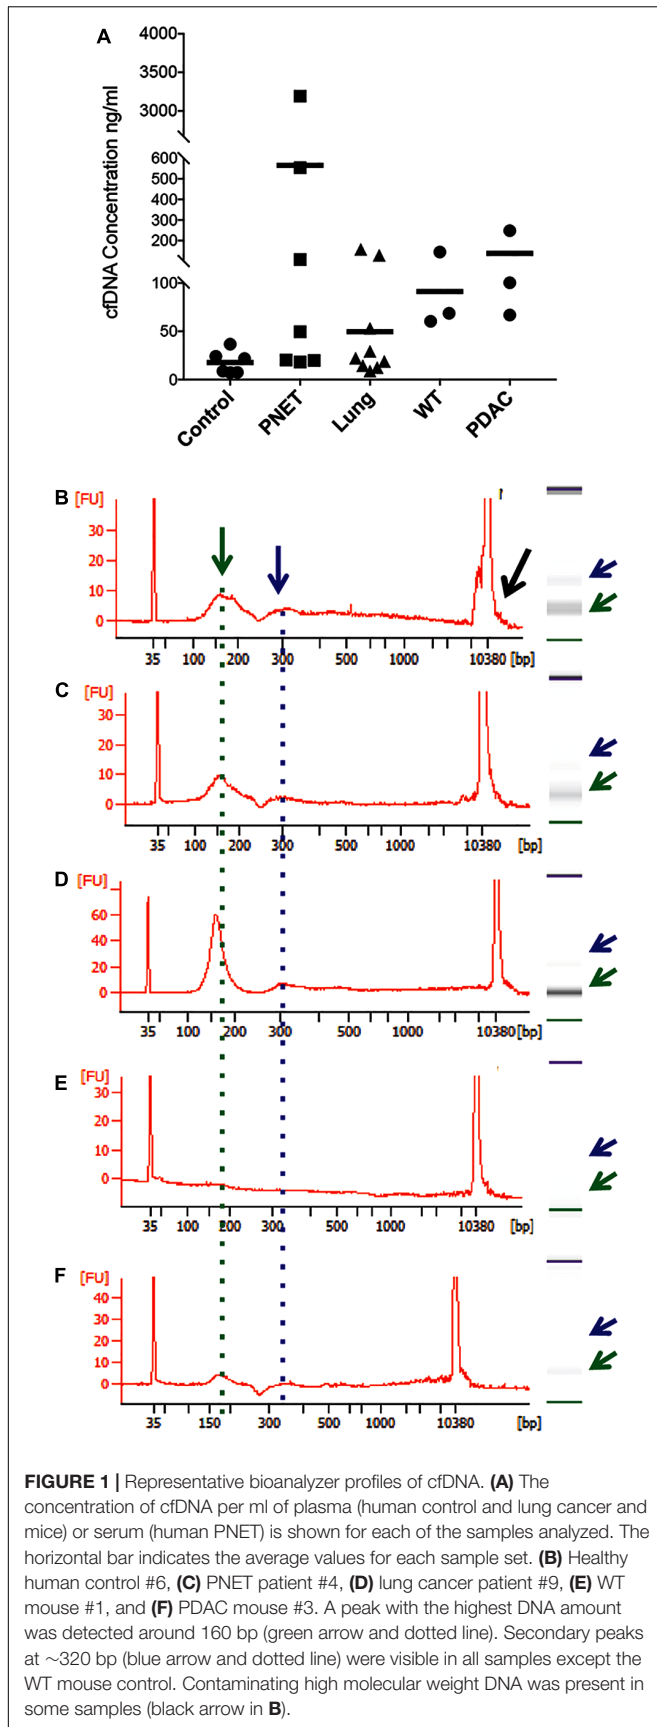 A
cfDNA Concentration ng/ml
4000
3500
3000
600
500
400
300
200
100
50
0
Control
PNET
Lung
WT
PDAC
B
[FU]
30
20
10
0
35 100 200 300 500 1000 10380 [bp]
C
[FU]
30
20
10
0
35 100 200 300 500 1000 10380 [bp]
D
[FU]
60
40
20
0
35 100 200 300 500 1000 10380 [bp]
E
[FU]
30
20
10
0
35 100 200 300 500 1000 10380 [bp]
F
[FU]
40
30
20
10
0
35 150 300 500 10380 [bp]
FIGURE 1 | Representative bioanalyzer profiles of cfDNA. (A) The
concentration of cfDNA per ml of plasma (human control and lung cancer and
mice) or serum (human PNET) is shown for each of the samples analyzed. The
horizontal bar indicates the average values for each sample set. (B) Healthy
human control #6, (C) PNET patient #4, (D) lung cancer patient #9, (E) WT
mouse #1, and (F) PDAC mouse #3. A peak with the highest DNA amount
was detected around 160 bp (green arrow and dotted line). Secondary peaks
at ~320 bp (blue arrow and dotted line) were visible in all samples except the
WT mouse control. Contaminating high molecular weight DNA was present in
some samples (black arrow in B).